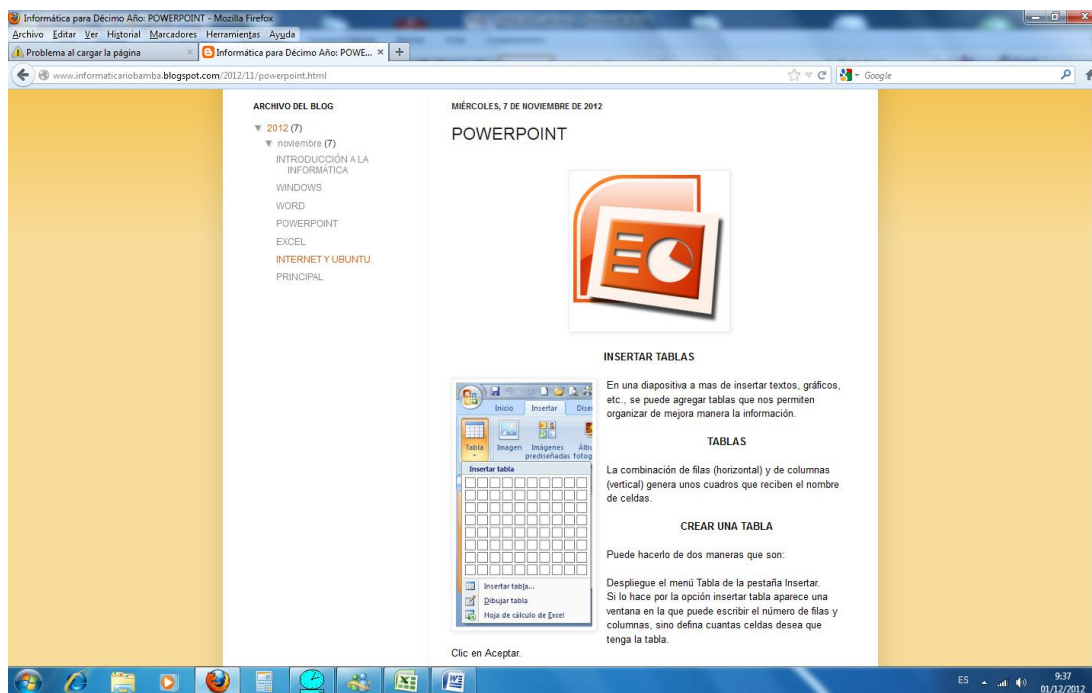 Informática para Décimo Año: POWERPOINT - Mozilla Firefox
Archivo Editar Ver Historial Marcadores Herramientas Ayuda
Problema al cargar la página
Informática para Décimo Año: POWE...
www.informaticariobamba.blogspot.com/2012/11/powerpoint.html
Google
ARCHIVO DEL BLOG
▼ 2012 (7)
▼ noviembre (7)
INTRODUCCIÓN A LA
INFORMÁTICA
WINDOWS
WORD
POWERPOINT
EXCEL
INTERNET Y UBUNTU
PRINCIPAL
MIÉRCOLES, 7 DE NOVIEMBRE DE 2012
POWERPOINT
INSERTAR TABLAS
Inicio Insertar Dise
Tabla Imagen Imágenes
prediseñadas
Álbu
fotog
Insertar tabla
Insertar tabla...
Dibujar tabla
Hoja de cálculo de Excel
En una diapositiva a mas de insertar textos, gráficos,
etc., se puede agregar tablas que nos permiten
organizar de mejora manera la información.
TABLAS
La combinación de filas (horizontal) y de columnas
(vertical) genera unos cuadros que reciben el nombre
de celdas.
CREAR UNA TABLA
Puede hacerlo de dos maneras que son:
Despliegue el menú Tabla de la pestaña Insertar.
Si lo hace por la opción insertar tabla aparece una
ventana en la que puede escribir el número de filas y
columnas, sino defina cuantas celdas desea que
tenga la tabla.
Clic en Aceptar.
ES
9:37
01/12/2012